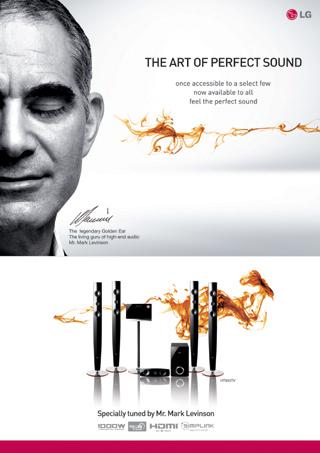 LG
THE ART OF PERFECT SOUND
once accessible to a select few
now available to all
feel the perfect sound
The legendary Golden Ear
The living guru of high-end audio
Mr. Mark Levinson
Specially tuned by Mr. Mark Levinson
1000W
HDMI
SIMPLINK